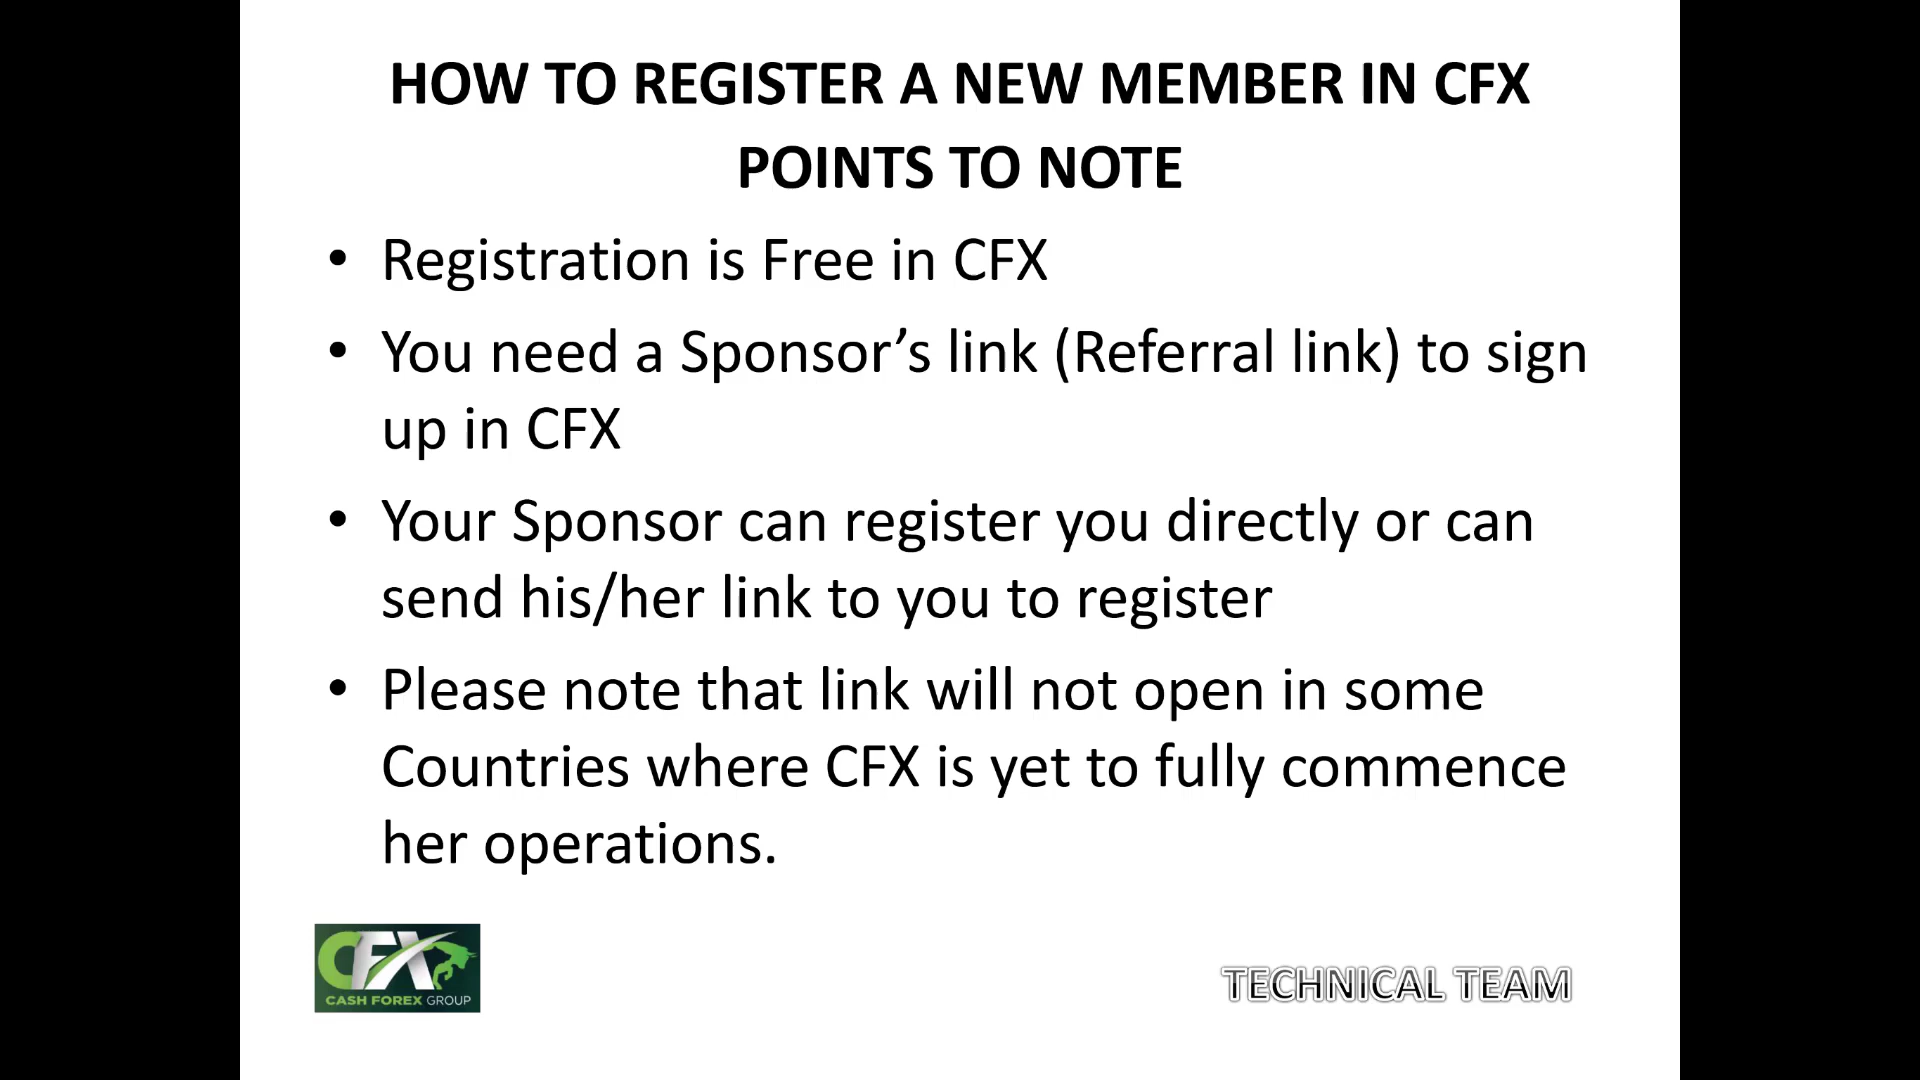 HOW TO REGISTER A NEW MEMBER IN CFX
POINTS TO NOTE
• Registration is Free in CFX
• You need a Sponsor’s link (Referral link) to sign
up in CFX
• Your Sponsor can register you directly or can
send his/her link to you to register
• Please note that link will not open in some
Countries where CFX is yet to fully commence
her operations.
CFX
CASH FOREX GROUP
TECHNICAL TEAM